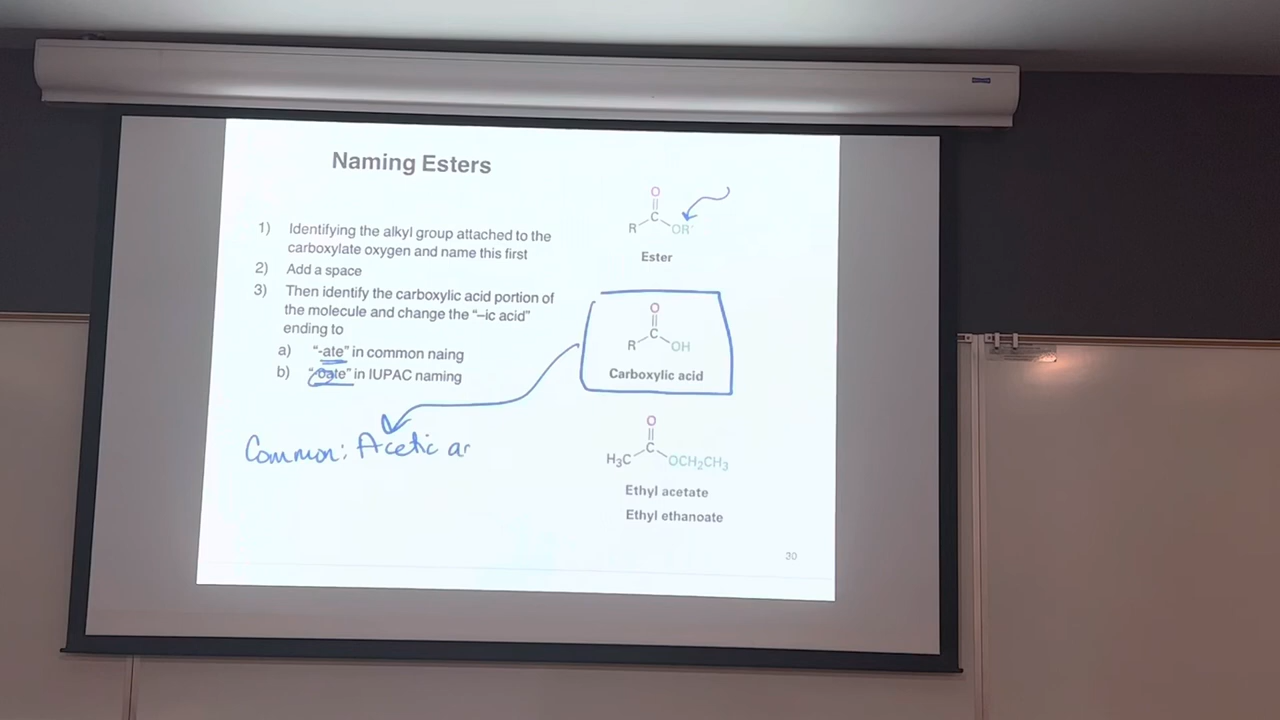 Naming Esters
1) Identifying the alkyl group attached to the
carboxylate oxygen and name this first
2) Add a space
3) Then identify the carboxylic acid portion of
the molecule and change the “–ic acid”
ending to
a) “-ate” in common naing
b) “-oate” in IUPAC naming
Common: Acetic ac
O
C
R OR'
Ester
O
C
R OH
Carboxylic acid
O
C
H₃C OCH₂CH₃
Ethyl acetate
Ethyl ethanoate
30